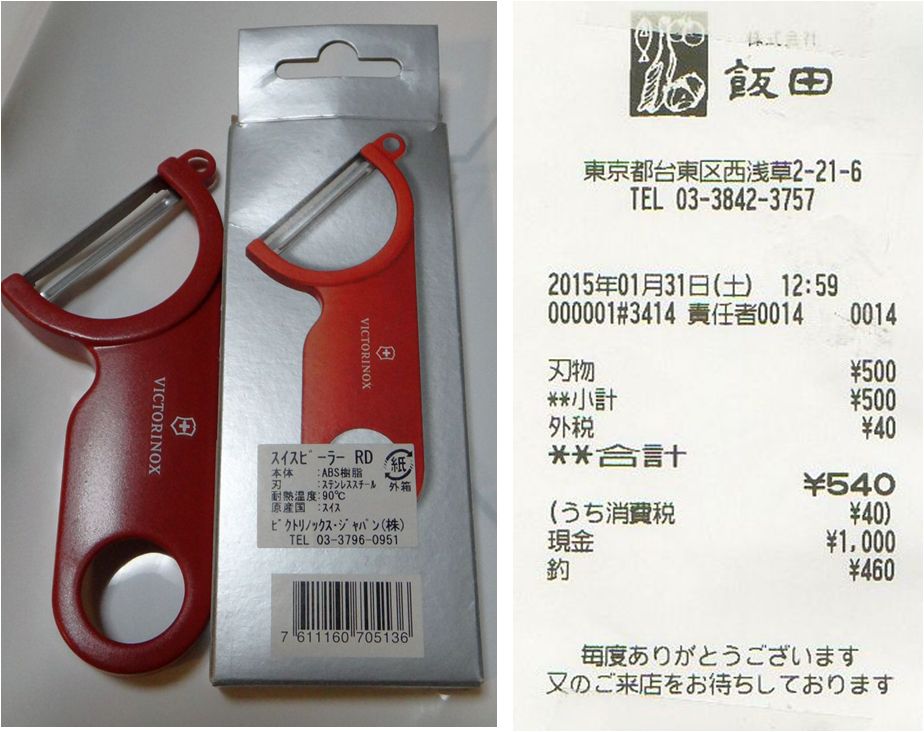 VICTORINOX
VICTORINOX
スイスピーラー RD
本体 :ABS樹脂
刃 :ステンレススチール
耐熱温度:90℃
原産国 :スイス
ビクトリノックス・ジャパン(株)
TEL 03-3796-0951
紙
外箱
7 611160 705136
飯田
東京都台東区西浅草2-21-6
TEL 03-3842-3757
2015年01月31日(土) 12:59
000001#3414 責任者0014 0014
刃物 ¥500
**小計 ¥500
外税 ¥40
**合計
¥540
(うち消費税 ¥40)
現金 ¥1,000
釣 ¥460
毎度ありがとうございます
又のご来店をお待ちしております